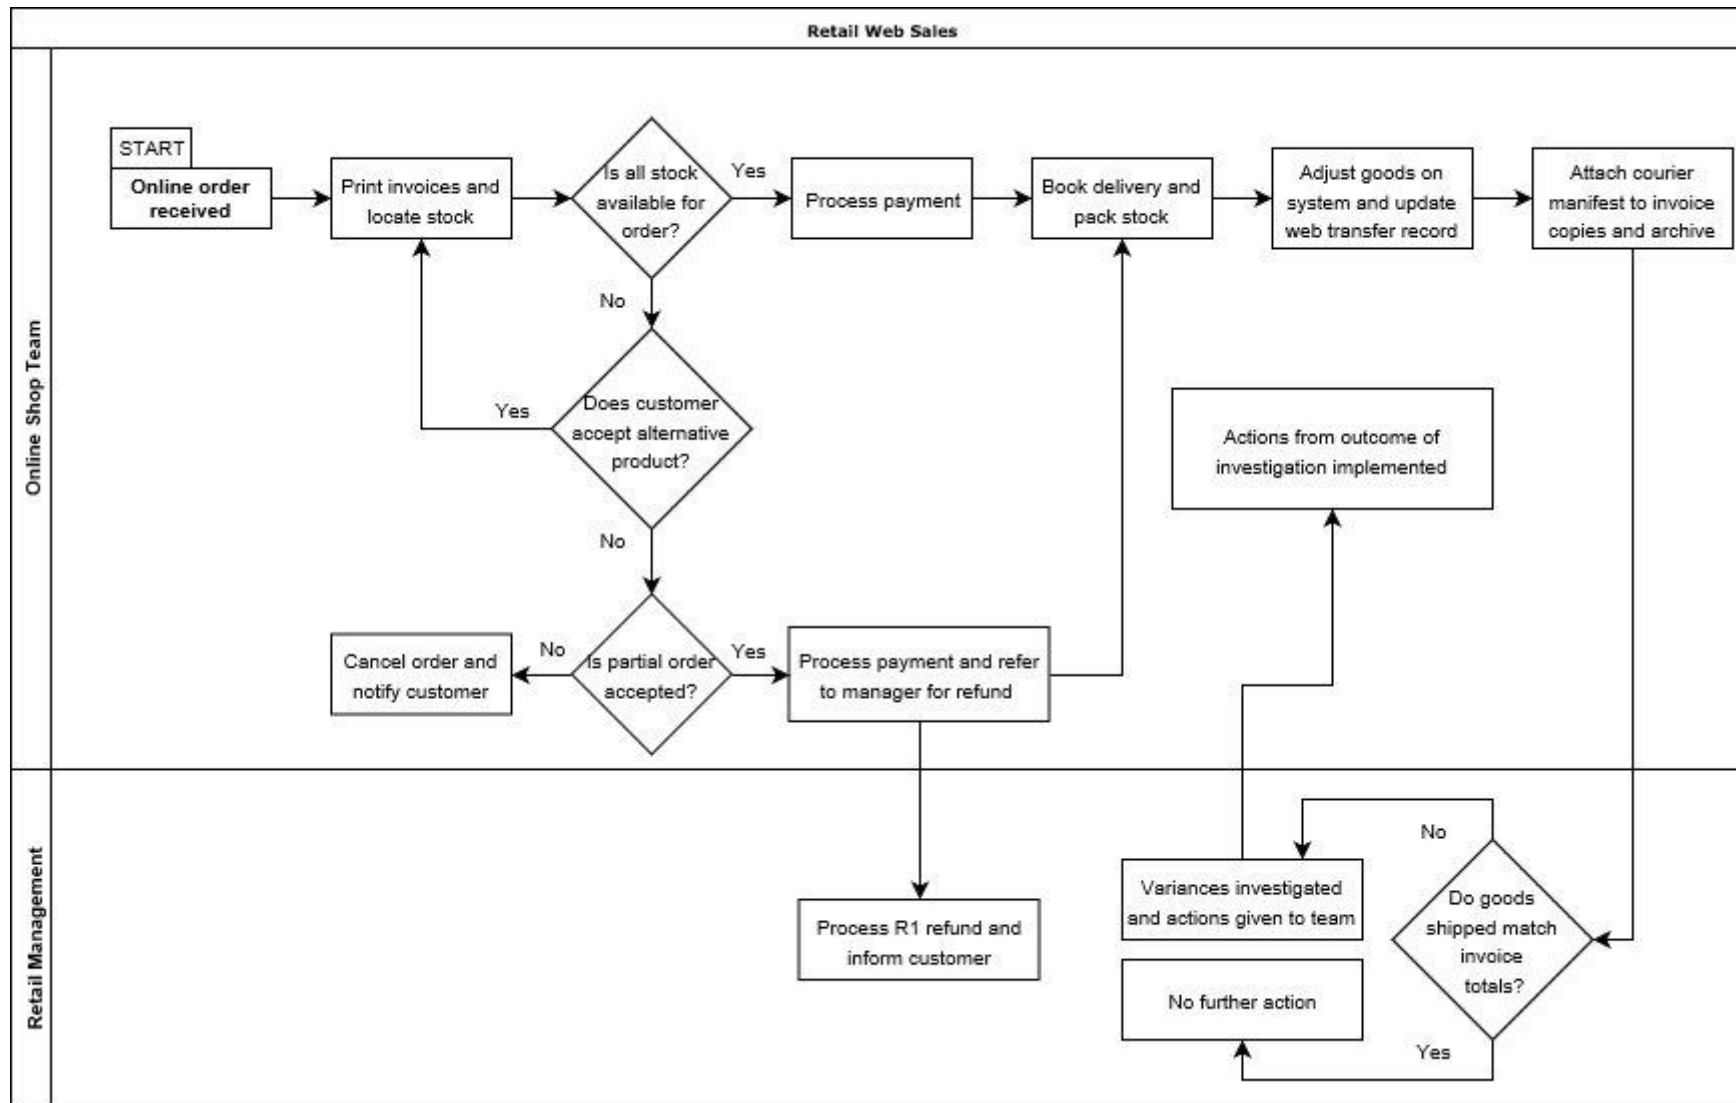 Retail Web Sales
Online Shop Team
START
Online order
received
Print invoices and
locate stock
Is all stock
available for
order?
Yes
Process payment
Book delivery and
pack stock
Adjust goods on
system and update
web transfer record
Attach courier
manifest to invoice
copies and archive
No
Does customer
accept alternative
product?
Yes
Actions from outcome of
investigation implemented
No
Is partial order
accepted?
No
Cancel order and
notify customer
Yes
Process payment and refer
to manager for refund
Retail Management
Process R1 refund and
inform customer
No
Variances investigated
and actions given to team
Do goods
shipped match
invoice
totals?
No further action
Yes